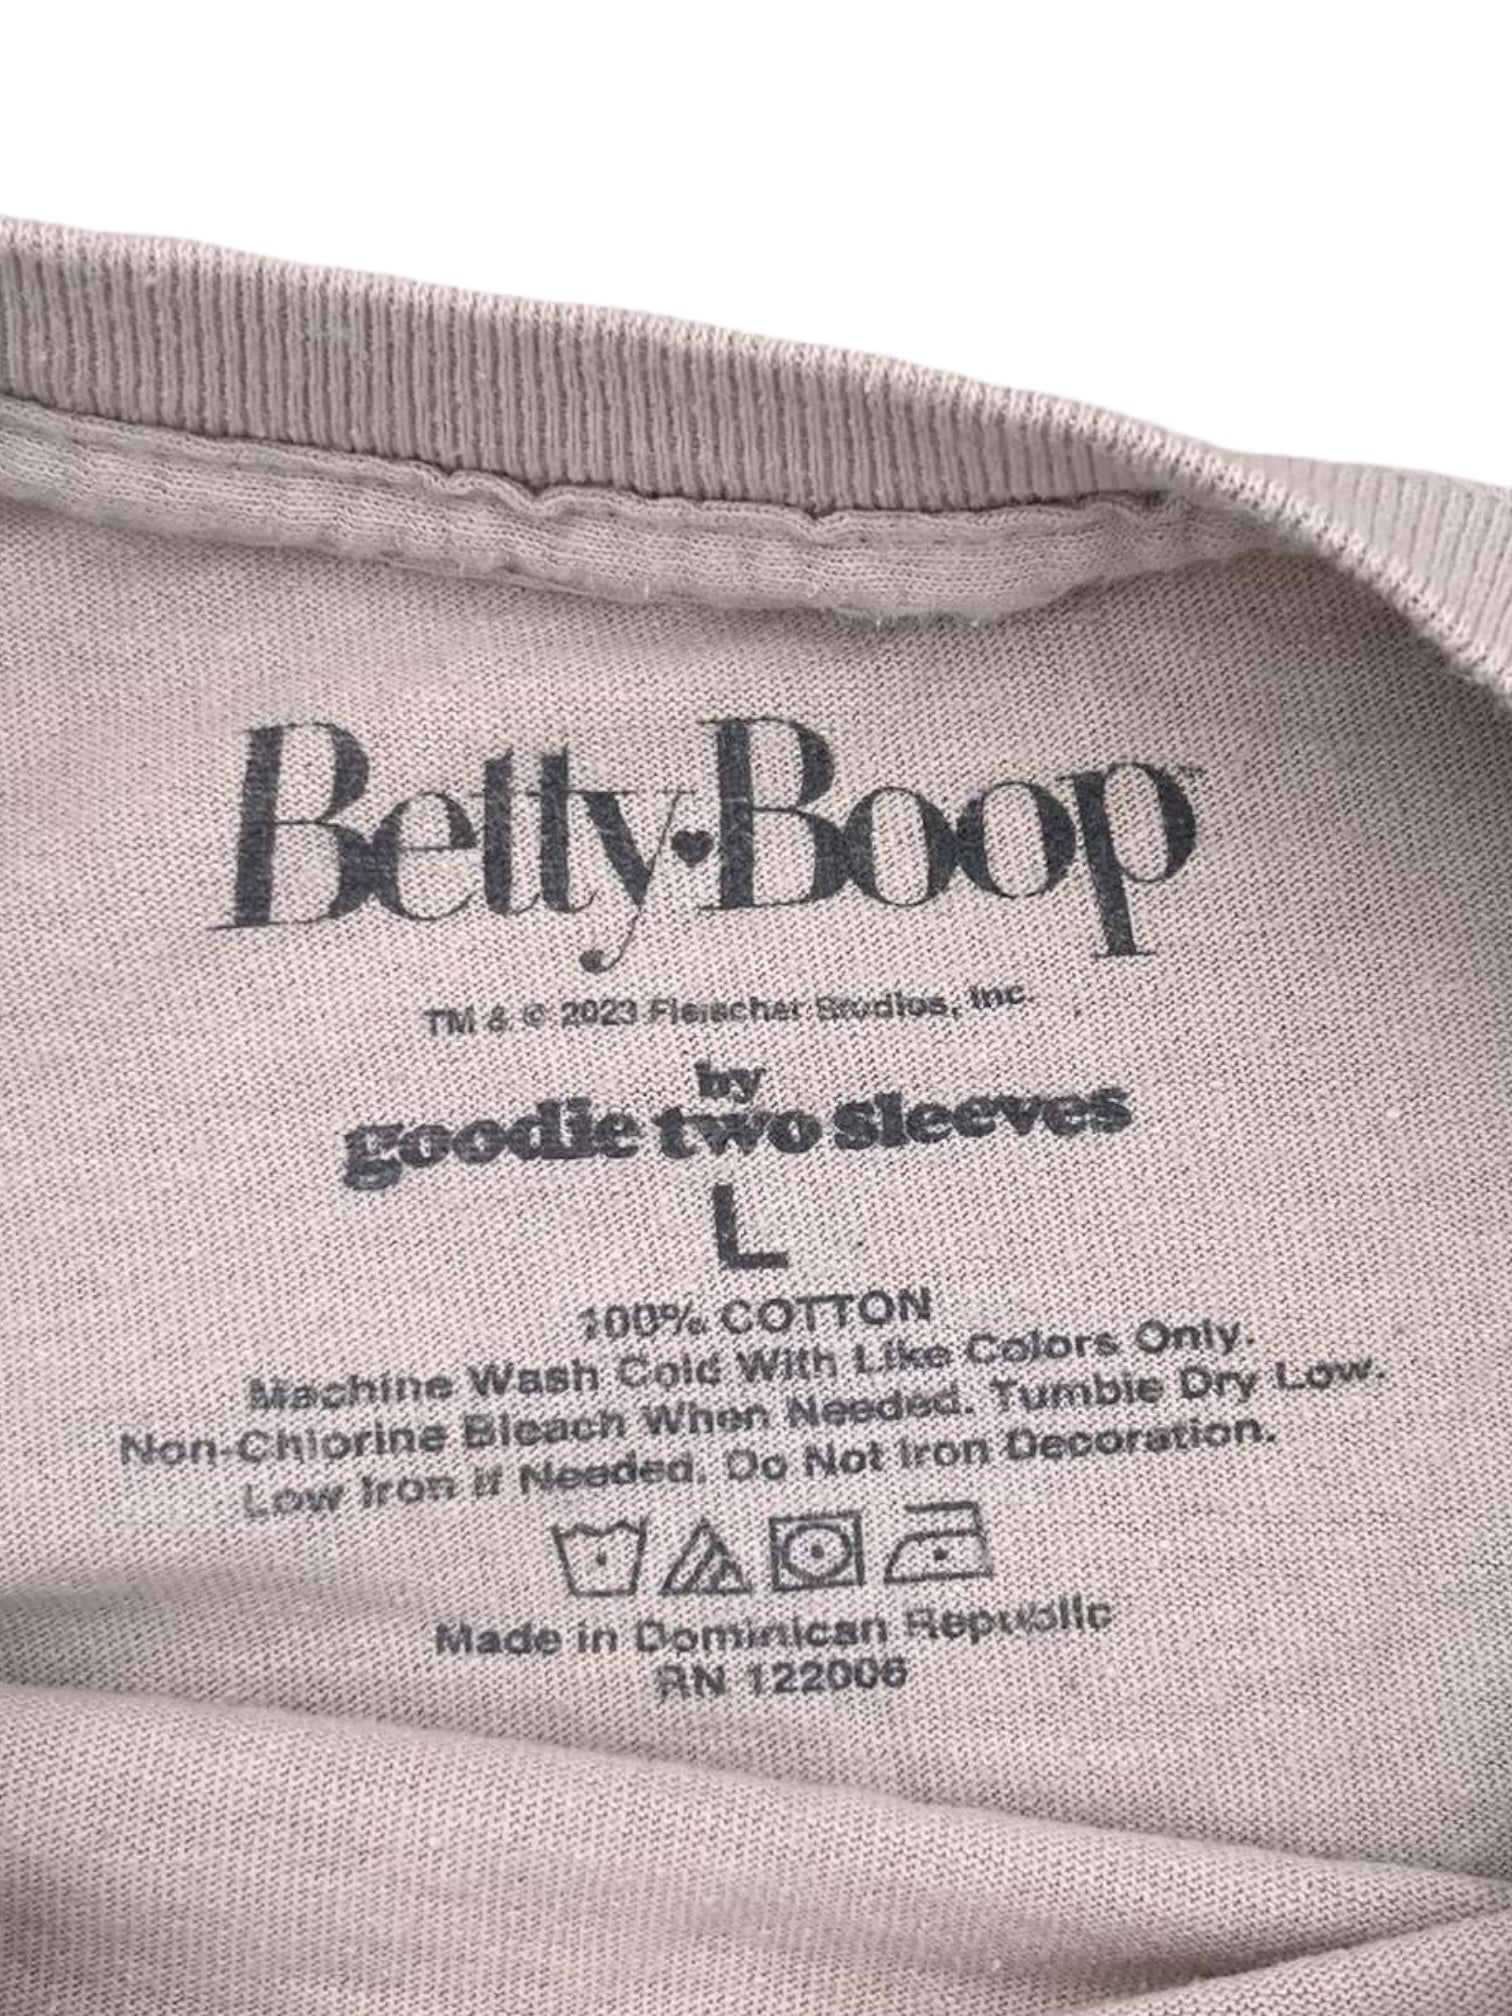 Betty Boop™
TM & © 2023 Fleischer Studios, Inc.
by
goodie two sleeves
L
100% COTTON
Machine Wash Cold With Like Colors Only.
Non-Chlorine Bleach When Needed. Tumble Dry Low.
Low Iron If Needed. Do Not Iron Decoration.
Made in Dominican Republic
RN 122006